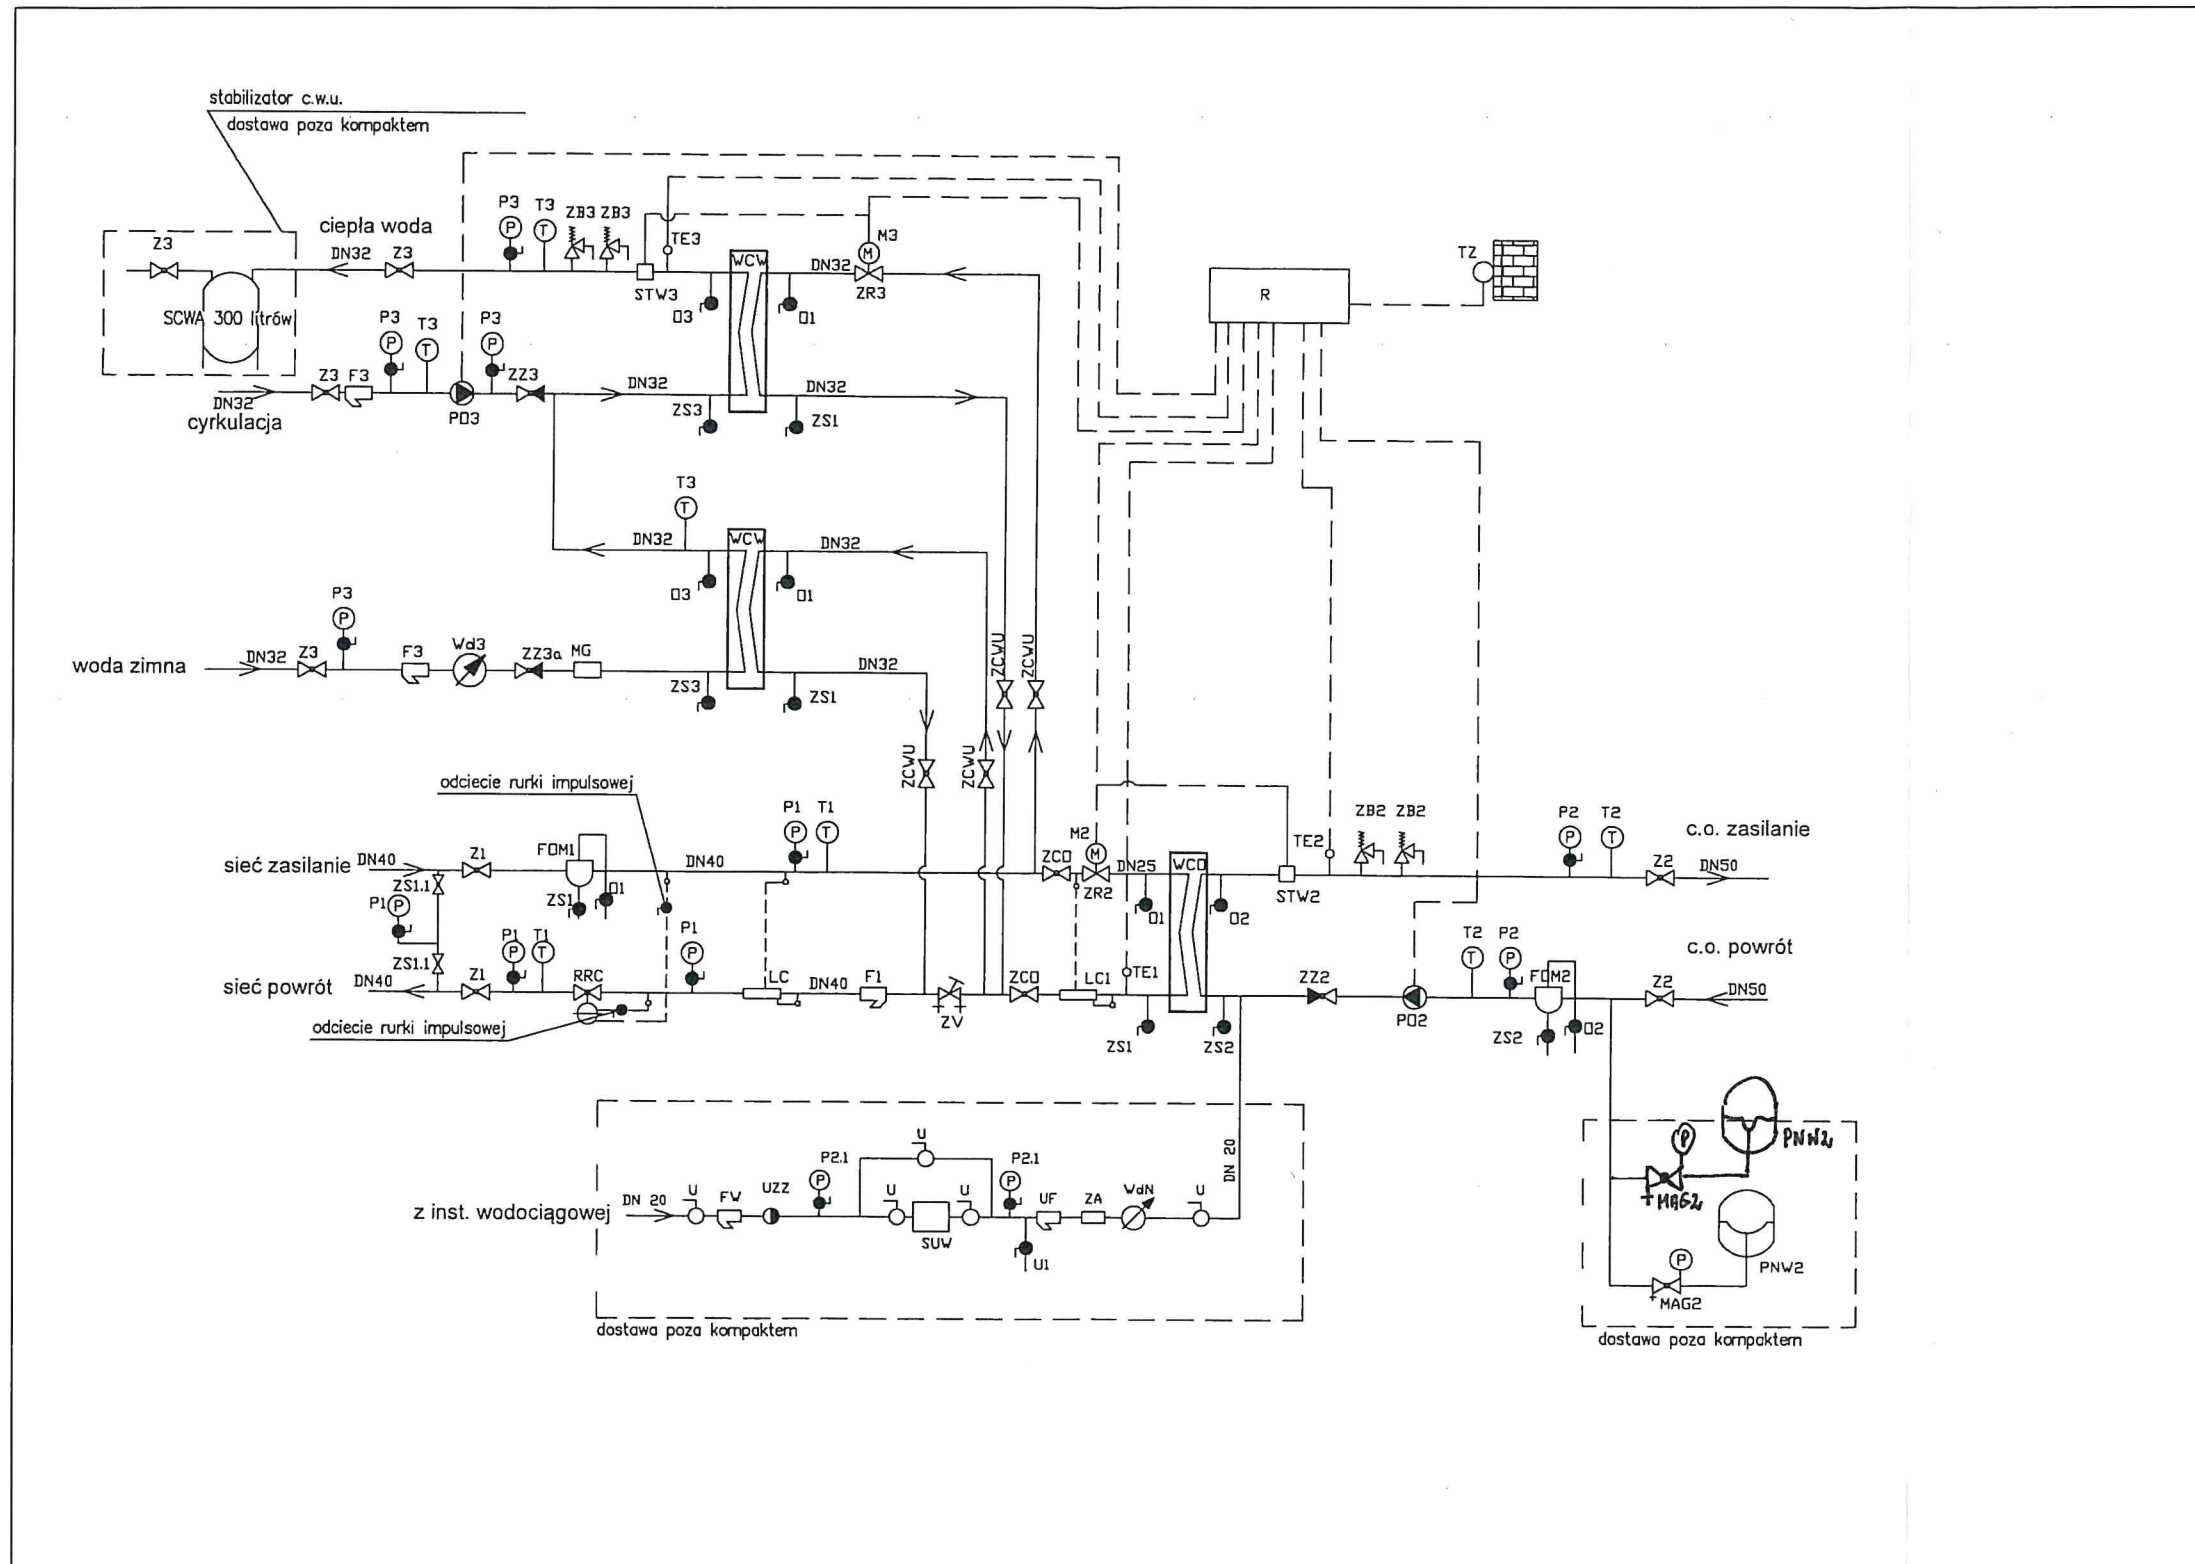 stabilizator c.w.u.
dostawa poza kompaktem
Z3
ciepła woda
DN32
Z3
P3
P
T3
T
ZB3
ZB3
TE3
STW3
WCW
DN32
M3
M
ZR3
O3
O1
SCWA 300 litrów
R
TZ
P3
P
T3
T
P3
P
Z3
F3
ZZ3
DN32
DN32
DN32
cyrkulacja
PO3
ZS3
ZS1
T3
T
DN32
WCW
DN32
O3
O1
P3
P
woda zimna
DN32
Z3
F3
Wd3
ZZ3a
MG
DN32
ZS3
ZS1
ZCWU
ZCWU
ZCWU
ZCWU
odciecie rurki impulsowej
sieć zasilanie
DN40
Z1
FOM1
DN40
P1
P
T1
T
ZS1.1
ZS1
O1
P1
P
ZCO
M2
M
ZR2
DN25
WCO
O1
O2
STW2
TE2
ZB2
ZB2
P2
P
T2
T
c.o. zasilanie
Z2
DN50
ZS1.1
sieć powrót
DN40
Z1
P1
P
T1
T
RRC
P1
P
LC
DN40
F1
ZV
ZCO
LC1
TE1
ZS1
ZS2
ZZ2
PO2
T2
T
P2
P
FOM2
ZS2
O2
c.o. powrót
Z2
DN50
odciecie rurki impulsowej
z inst. wodociągowej
DN 20
U
FW
UZZ
P2.1
P
U
U
U
SUW
P2.1
P
U1
UF
ZA
WdN
U
DN 20
dostawa poza kompaktem
P
PNW2
MAG2
P
PNW2
MAG2
dostawa poza kompaktem